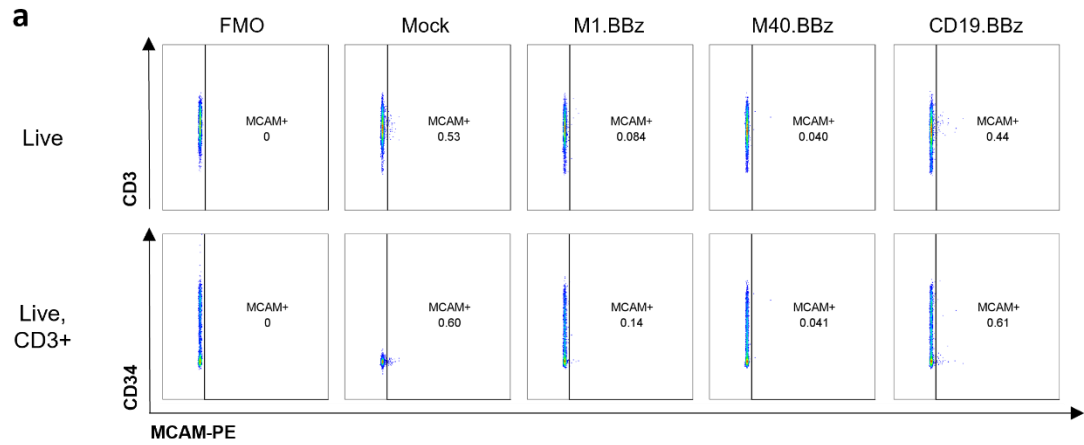 a
FMO
Mock
M1.BBz
M40.BBz
CD19.BBz
Live
CD3
MCAM+
0
MCAM+
0.53
MCAM+
0.084
MCAM+
0.040
MCAM+
0.44
Live,
CD3+
CD34
MCAM+
0
MCAM+
0.60
MCAM+
0.14
MCAM+
0.041
MCAM+
0.61
MCAM-PE